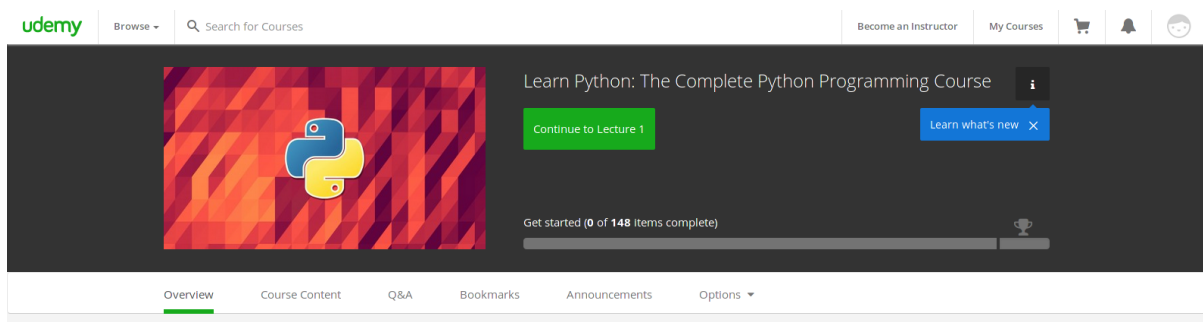 udemy Browse Search for Courses Become an Instructor My Courses
Learn Python: The Complete Python Programming Course i
Continue to Lecture 1 Learn what's new ×
Get started (0 of 148 items complete)
Overview Course Content Q&A Bookmarks Announcements Options